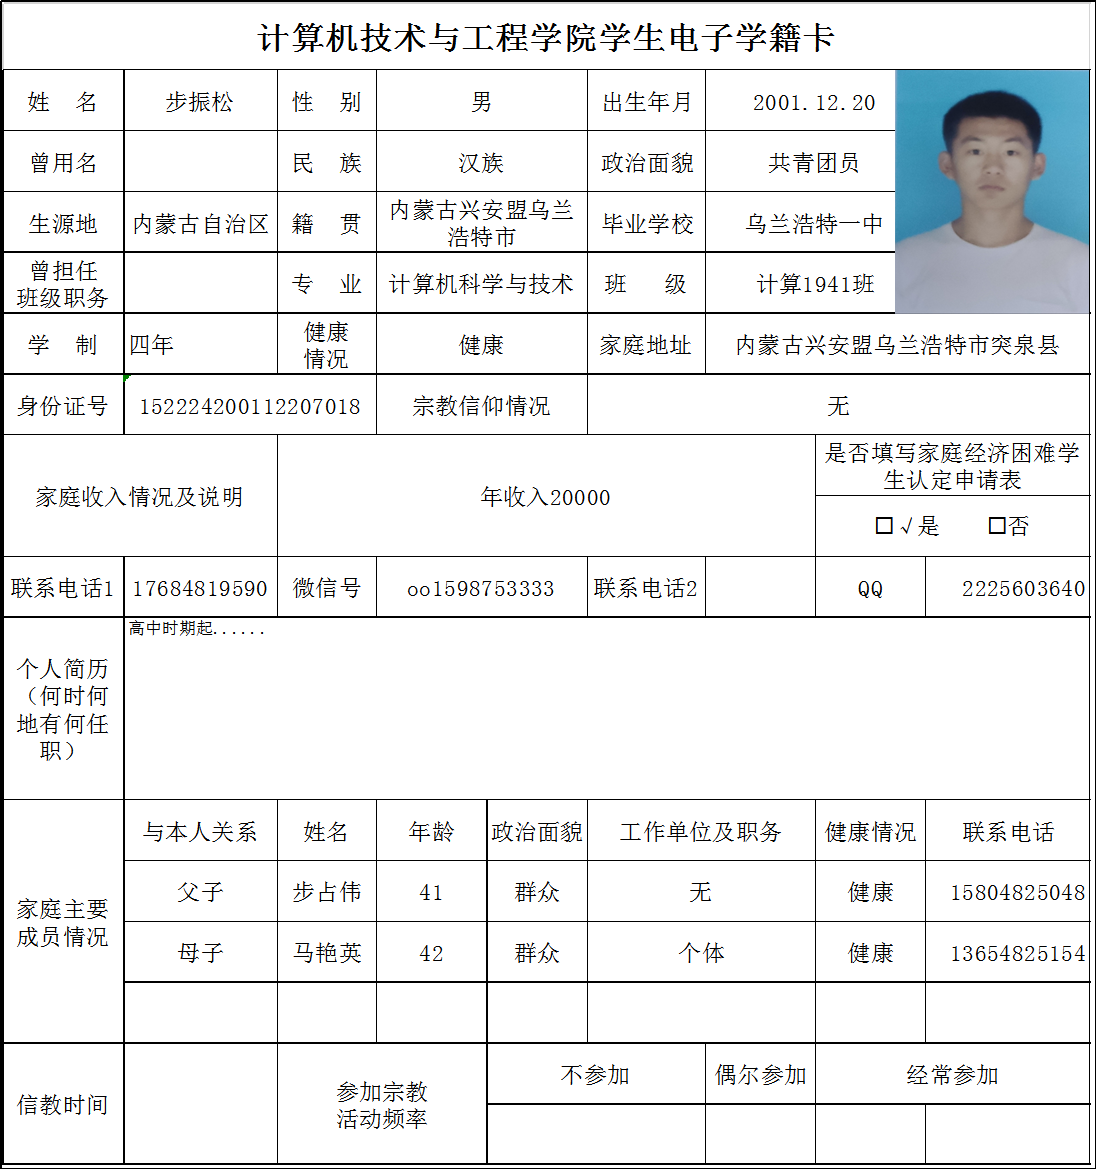 计算机技术与工程学院学生电子学籍卡
姓 名 步振松 性 别 男 出生年月 2001.12.20
曾用名 民 族 汉族 政治面貌 共青团员
生源地 内蒙古自治区 籍 贯 内蒙古兴安盟乌兰
浩特市 毕业学校 乌兰浩特一中
曾担任
班级职务 专 业 计算机科学与技术 班 级 计算1941班
学 制 四年 健康
情况 健康 家庭地址 内蒙古兴安盟乌兰浩特市突泉县
身份证号 152224200112207018 宗教信仰情况 无
家庭收入情况及说明 年收入20000 是否填写家庭经济困难学
生认定申请表
□√是 □否
联系电话1 17684819590 微信号 oo1598753333 联系电话2 QQ 2225603640
个人简历
（何时何
地有何任
职）
高中时期起......
家庭主要
成员情况
与本人关系 姓名 年龄 政治面貌 工作单位及职务 健康情况 联系电话
父子 步占伟 41 群众 无 健康 15804825048
母子 马艳英 42 群众 个体 健康 13654825154
信教时间 参加宗教
活动频率 不参加 偶尔参加 经常参加